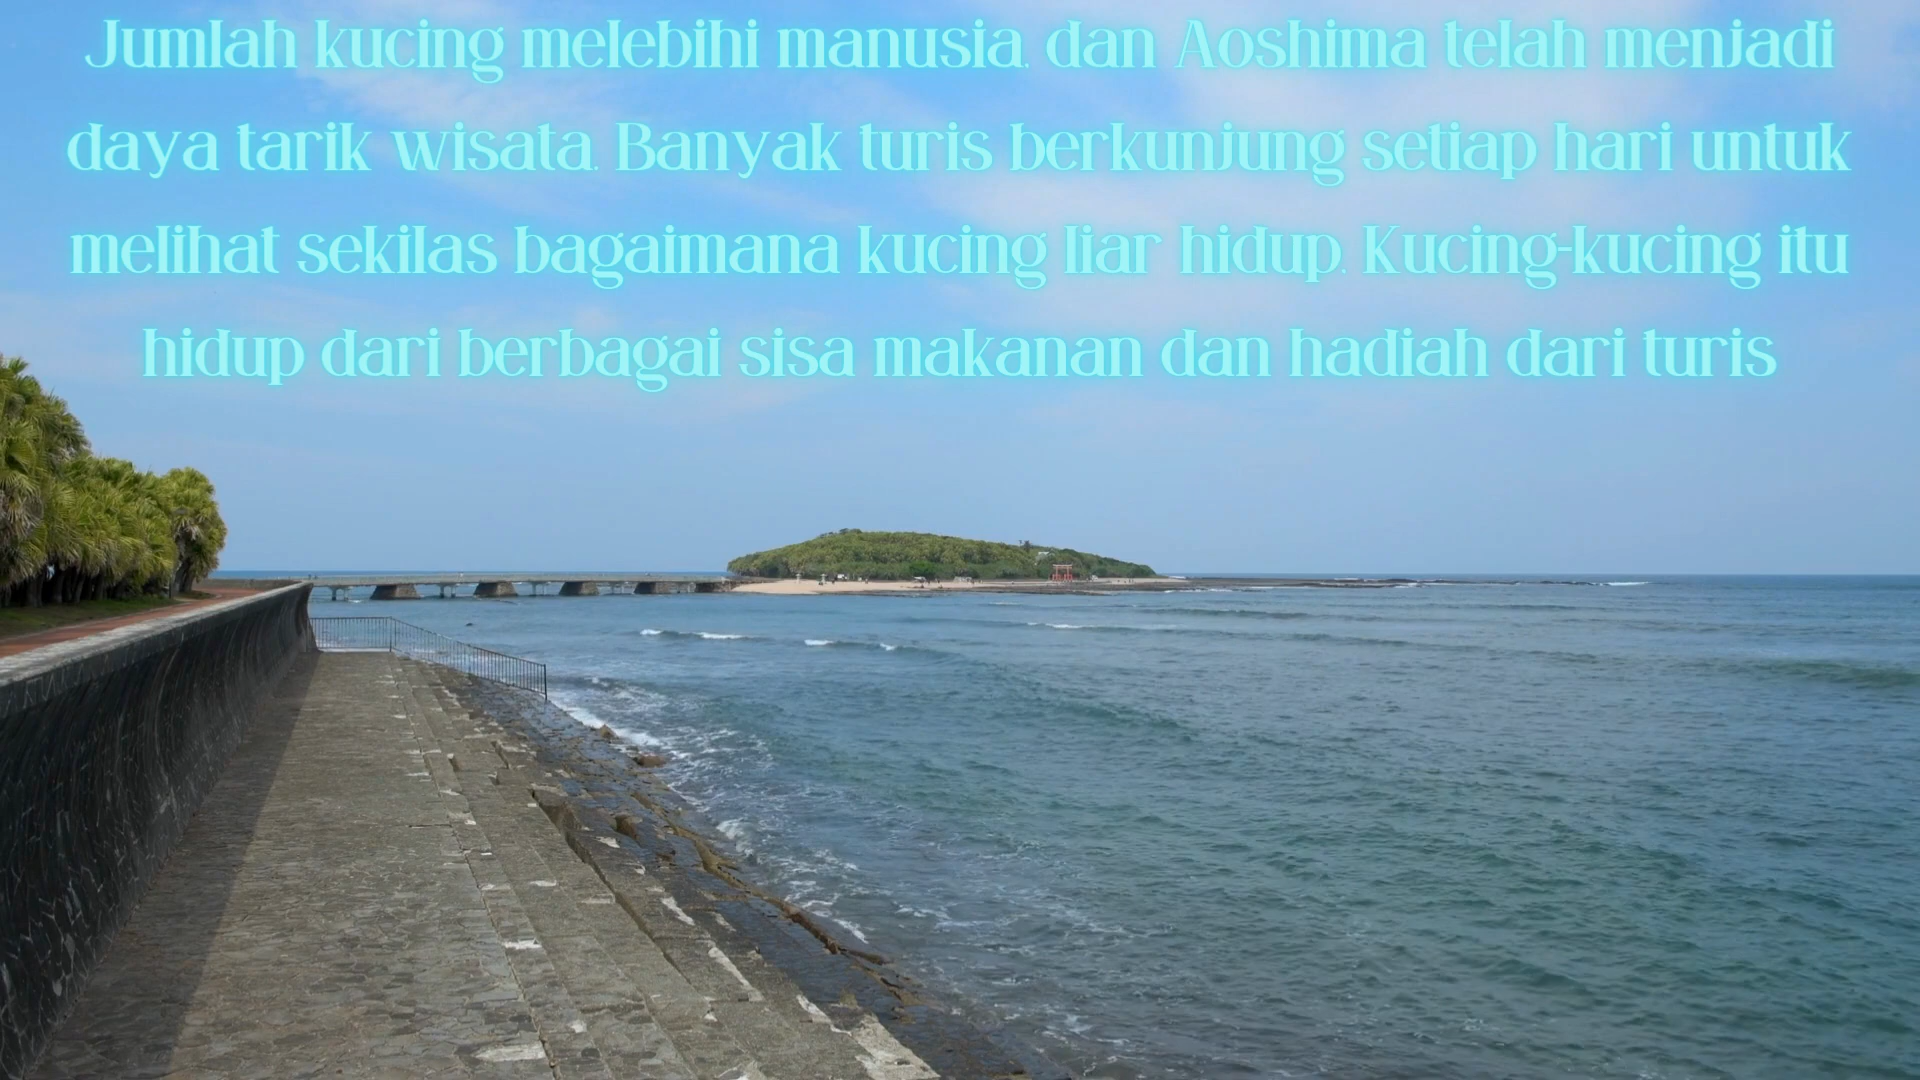 Jumlah kucing melebihi manusia, dan Aoshima telah menjadi
daya tarik wisata. Banyak turis berkunjung setiap hari untuk
melihat sekilas bagaimana kucing liar hidup. Kucing-kucing itu
hidup dari berbagai sisa makanan dan hadiah dari turis